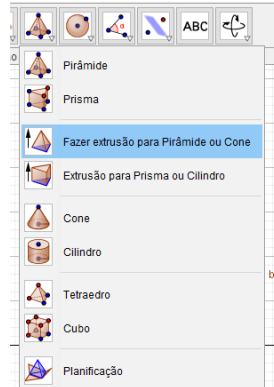 ABC
Pirâmide
Prisma
Fazer extrusão para Pirâmide ou Cone
Extrusão para Prisma ou Cilindro
Cone
Cilindro
b
Tetraedro
Cubo
Planificação